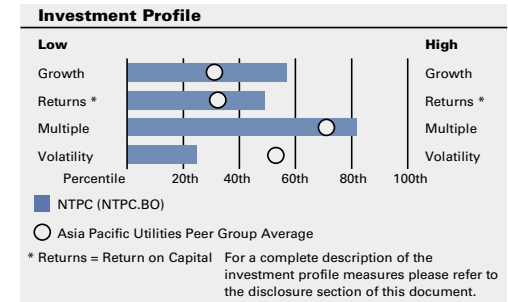 Investment Profile
Low High
Growth Growth
Returns * Returns *
Multiple Multiple
Volatility Volatility
Percentile 20th 40th 60th 80th 100th
NTPC (NTPC.BO)
Asia Pacific Utilities Peer Group Average
* Returns = Return on Capital For a complete description of the
investment profile measures please refer to
the disclosure section of this document.